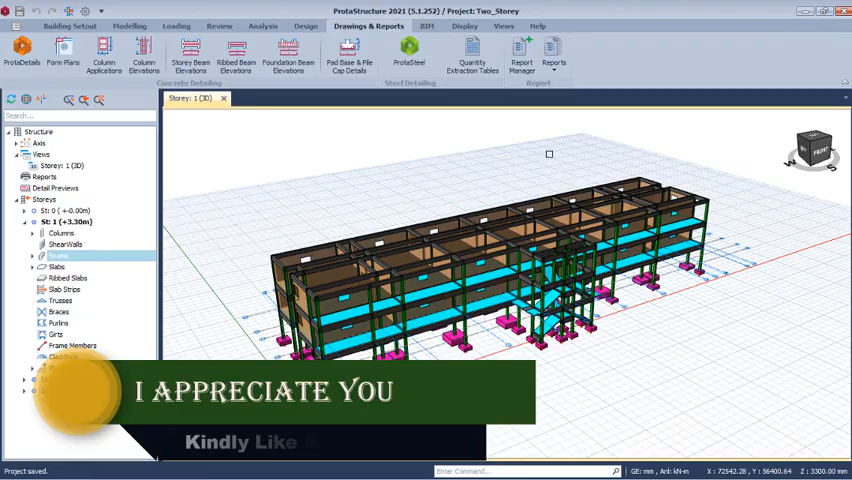 ProtaStructure 2021 (5.1.252) / Project: Two_Storey
Building Setout Modelling Loading Review Analysis Design Drawings & Reports BIM Display Views Help
ProtaDetails Form Plans Column Applications Column Elevations Storey Beam Elevations Ribbed Beam Elevations Foundation Beam Elevations Pad Base & Pile Cap Details ProtaSteel Quantity Extraction Tables Report Manager Reports
Concrete Detailing Steel Detailing Report
Storey: 1 (3D)
Search...
Structure
Axis
Views
Storey: 1 (3D)
Reports
Detail Previews
Storeys
St: 0 ( +-0.00m)
St: 1 (+3.30m)
Columns
ShearWalls
Beams
Slabs
Ribbed Slabs
Slab Strips
Trusses
Braces
Purlins
Girts
Frame Members
FRONT
W
S
I APPRECIATE YOU
Kindly Like
Project saved.
Enter Command...
GE: mm, Anl: kN-m
X : 72542.28
Y : 56400.64
Z : 3300.00 mm